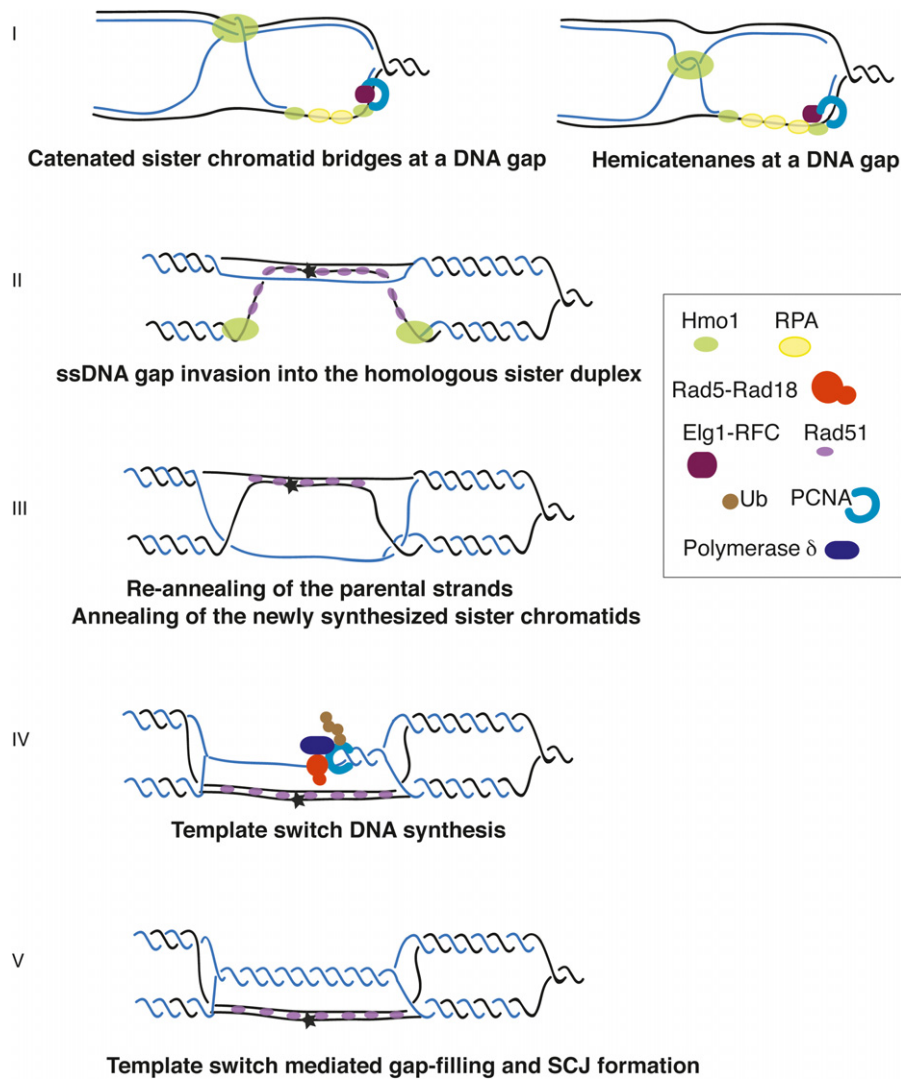 I
Catenated sister chromatid bridges at a DNA gap
Hemicatenanes at a DNA gap
II
ssDNA gap invasion into the homologous sister duplex
Hmo1 RPA
Rad5-Rad18
Elg1-RFC Rad51
Ub PCNA
Polymerase δ
III
Re-annealing of the parental strands
Annealing of the newly synthesized sister chromatids
IV
Template switch DNA synthesis
V
Template switch mediated gap-filling and SCJ formation